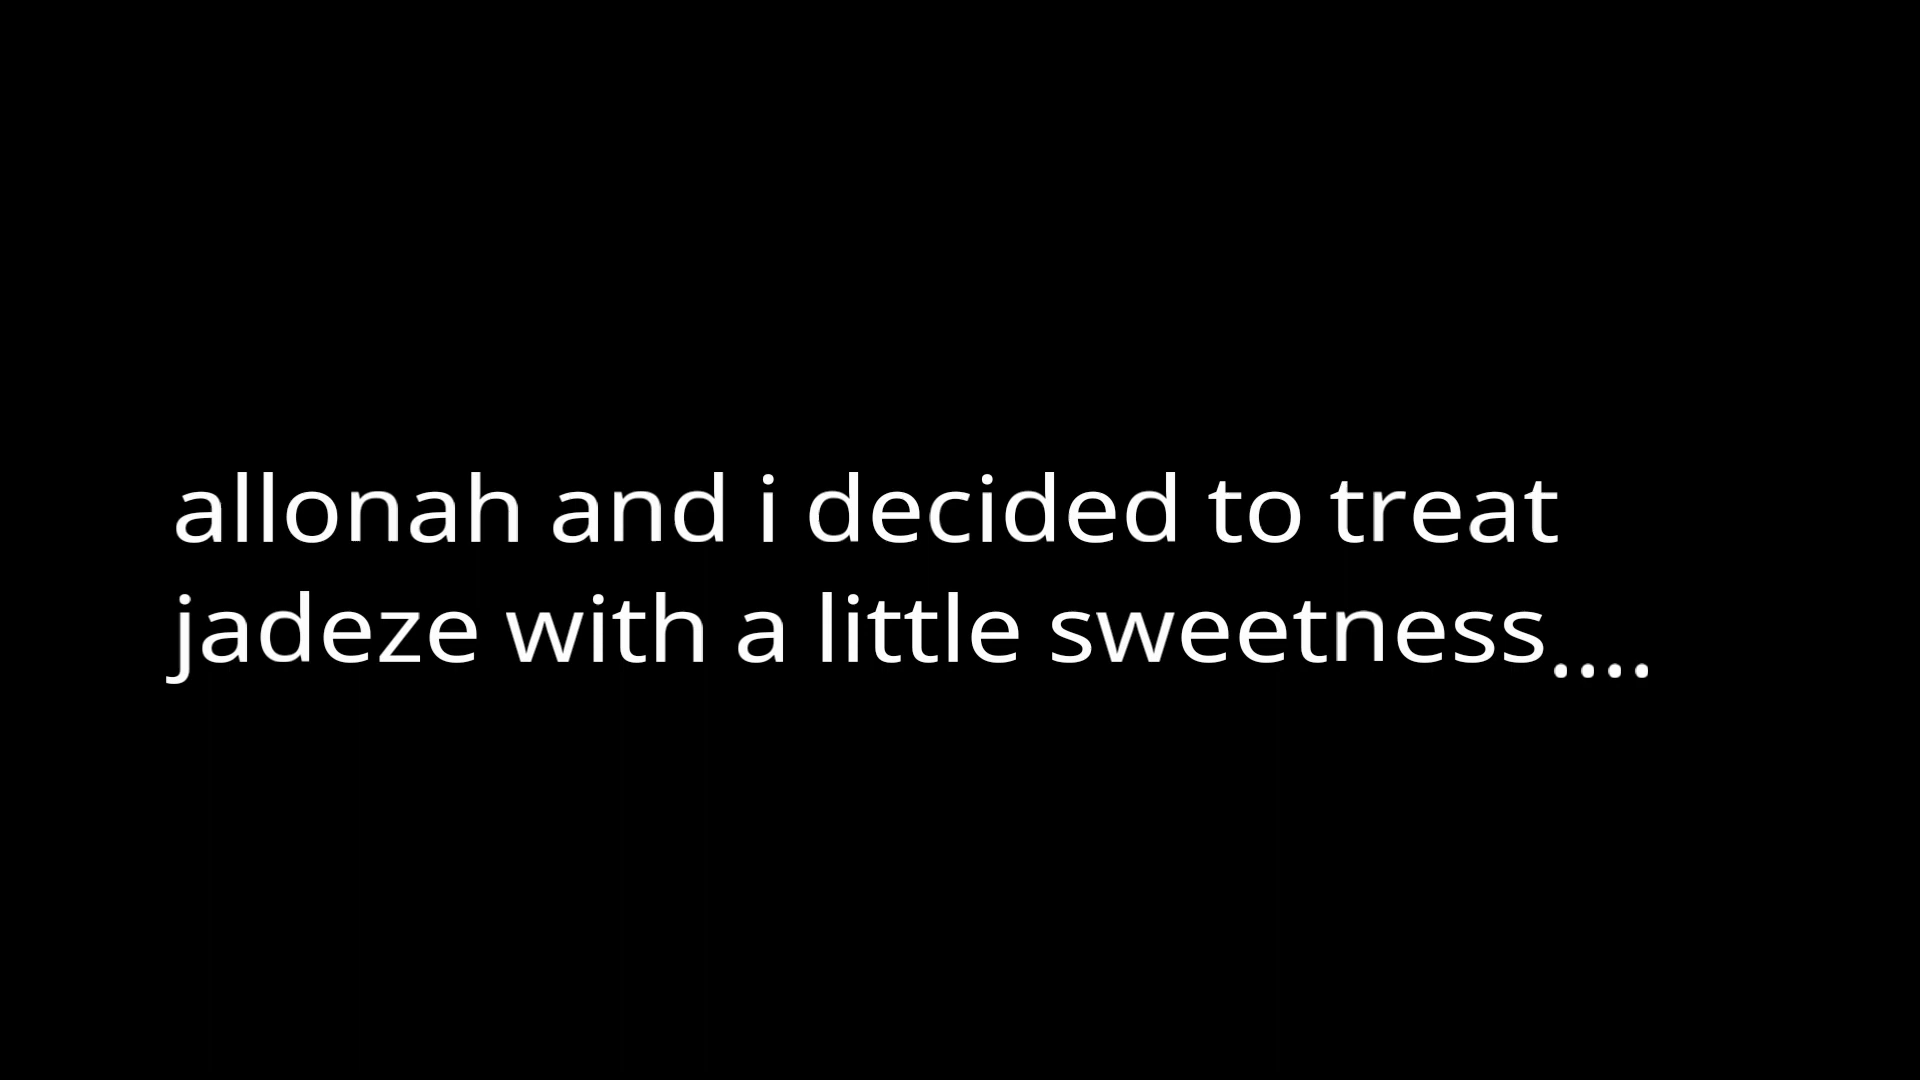 allonah and i decided to treat
jadeze with a little sweetness....